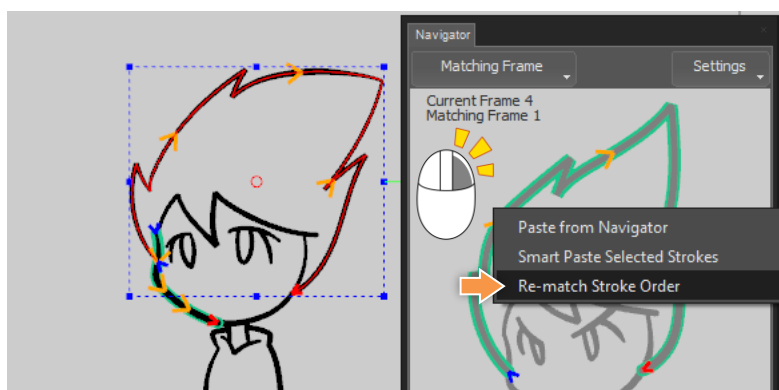 Navigator
Matching Frame
Settings
Current Frame 4
Matching Frame 1
Paste from Navigator
Smart Paste Selected Strokes
Re-match Stroke Order